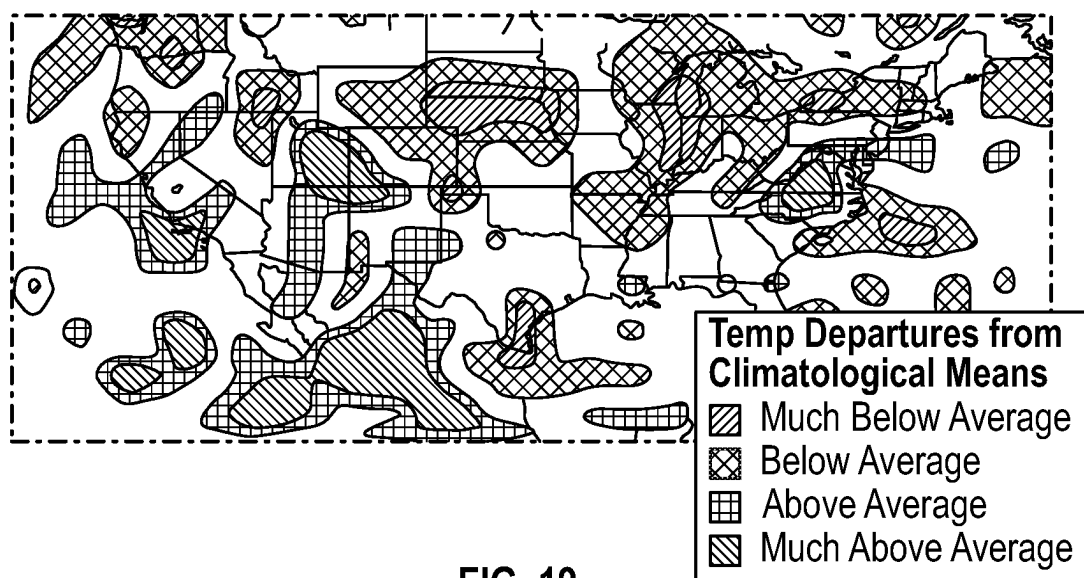 Temp Departures from
Climatological Means
Much Below Average
Below Average
Above Average
Much Above Average